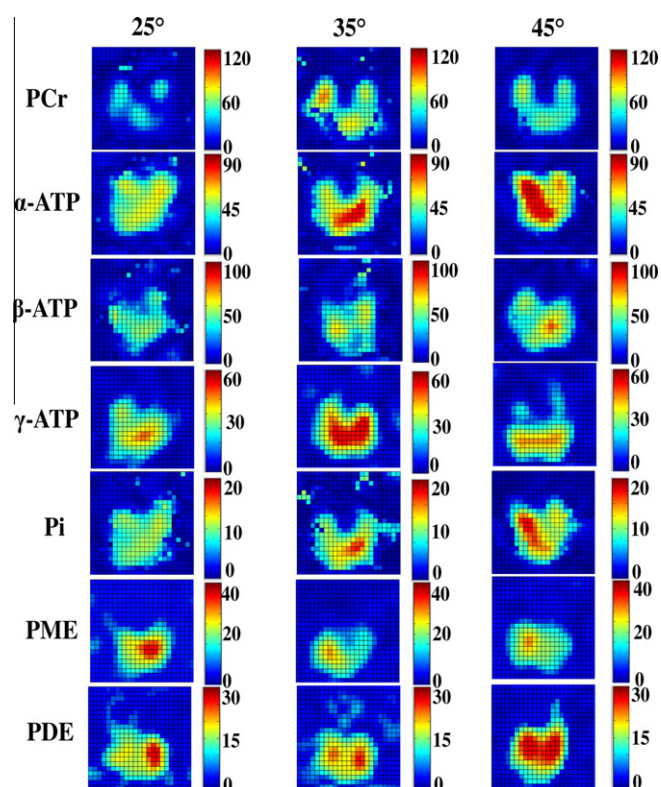 25° 35° 45°
PCr 120 60 0 120 60 0 120 60 0
α-ATP 90 45 0 90 45 0 90 45 0
β-ATP 100 50 0 100 50 0 100 50 0
γ-ATP 60 30 0 60 30 0 60 30 0
Pi 20 10 0 20 10 0 20 10 0
PME 40 20 0 40 20 0 40 20 0
PDE 30 15 0 30 15 0 30 15 0